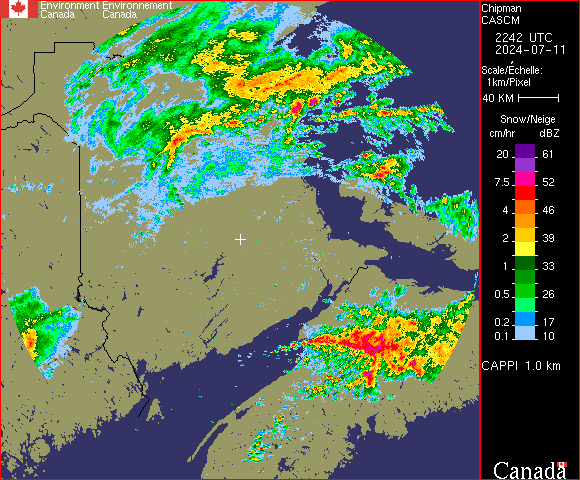 Environment Environnement
Canada Canada
Chipman
CASCM
2242 UTC
2024-07-11
Scale/Échelle:
1km/Pixel
40 KM
Snow/Neige
cm/hr dBZ
20 61
7.5 52
4 46
2 39
1 33
0.5 26
0.2 17
0.1 10
CAPPI 1.0 km
Canada